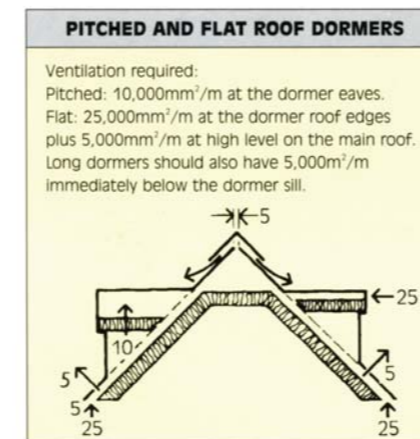 PITCHED AND FLAT ROOF DORMERS
Ventilation required:
Pitched: 10,000mm²/m at the dormer eaves.
Flat: 25,000mm²/m at the dormer roof edges
plus 5,000mm²/m at high level on the main roof.
Long dormers should also have 5,000m²/m
immediately below the dormer sill.
5
25
10
5
5
5
25
25